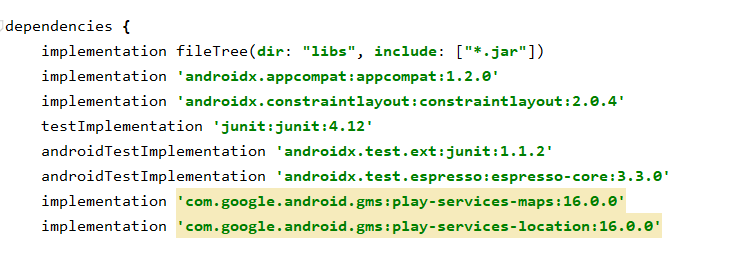 dependencies {
    implementation fileTree(dir: "libs", include: ["*.jar"])
    implementation 'androidx.appcompat:appcompat:1.2.0'
    implementation 'androidx.constraintlayout:constraintlayout:2.0.4'
    testImplementation 'junit:junit:4.12'
    androidTestImplementation 'androidx.test.ext:junit:1.1.2'
    androidTestImplementation 'androidx.test.espresso:espresso-core:3.3.0'
    implementation 'com.google.android.gms:play-services-maps:16.0.0'
    implementation 'com.google.android.gms:play-services-location:16.0.0'